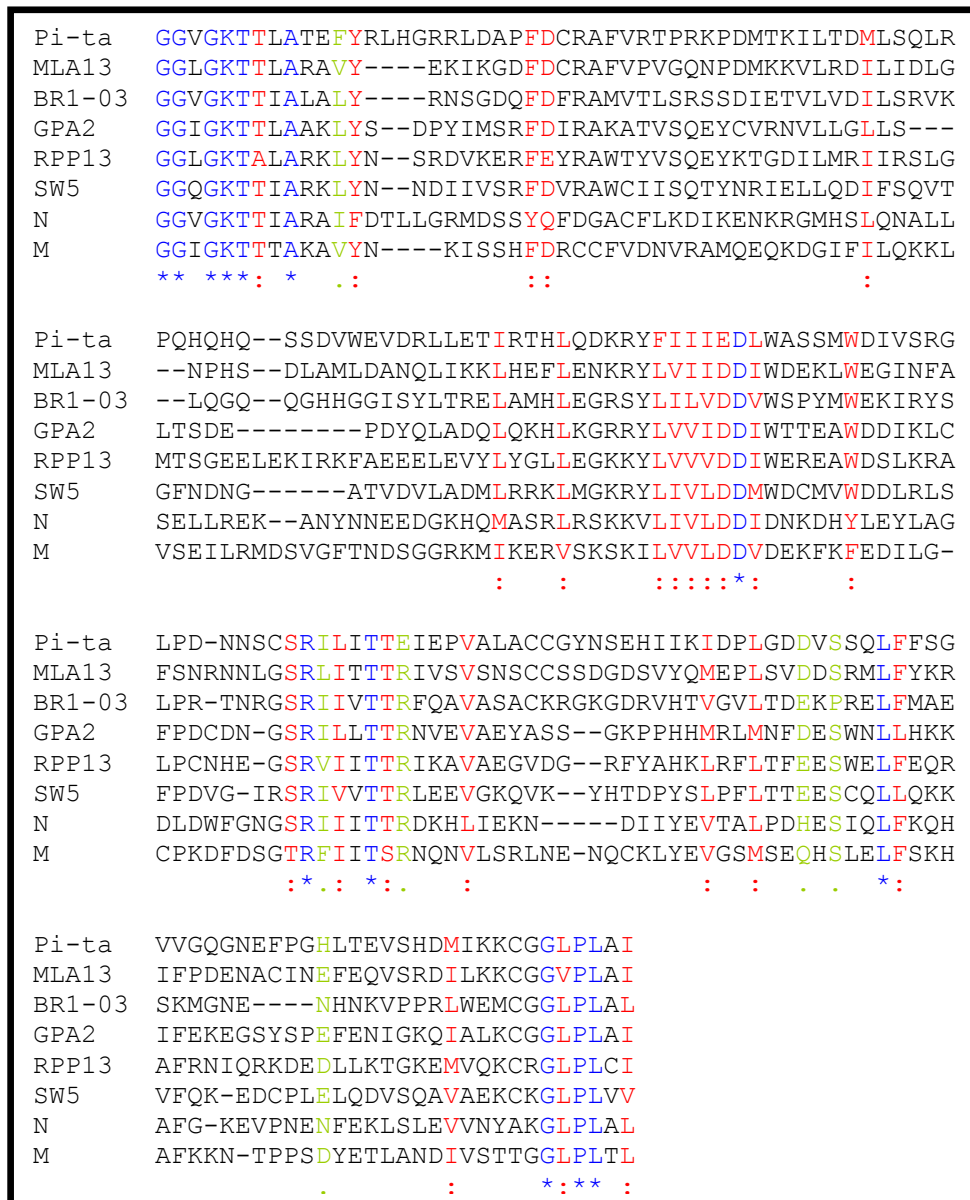 Pi-ta GGVGKTTLATEFYRLHGRRLDAPFDCRAFVRTPRKPDMTKILTDMLSQLR
MLA13 GGLGKTTLARAVY----EKIKGDFDCRAFVPVGQNPDMKKVLRDILIDLG
BR1-03 GGVGKTTIALALY----RNSGDQFDFRAMVTLSRSSDIETVLVDILSRVK
GPA2 GGIGKTTLAAKLYS--DPYIMSRFDIRAKATVSQEYCVRNVLLGLLS---
RPP13 GGLGKTALARKLYN--SRDVKERFEYRAWTYVSQEYKTGDILMRIIRSLG
SW5 GGQGKTTIARKLYN--NDIIVSRFDVRAWCIISQTYNRIELLQDIFSQVT
N GGVGKTTIARAIFDTLLGRMDSSYQFDGACFLKDIKENKRGMHSLQNALL
M GGIGKTTTAKAVYN----KISSHFDRCCFVDNVRAMQEQKDGIFILQKKL
** ***: * .: :: :
Pi-ta PQHQHQ--SSDVWEVDRLLETIRTHLQDKRYFIIIEDLWASSMWDIVSRG
MLA13 --NPHS--DLAMLDANQLIKKLHEFLENKRYLVIIDDIWDEKLWEGINFA
BR1-03 --LQGQ--QGHHGGISYLTRELAMHLEGRSYLILVDDVWSPYMWEKIRYS
GPA2 LTSDE--------PDYQLADQLQKHLKGRRYLVVIDDIWTTEAWDDIKLC
RPP13 MTSGEELEKIRKFAEEELEVYLYGLLEGKKYLVVVDDIWEREAWDSLKRA
SW5 GFNDNG------ATVDVLADMLRRKLMGKRYLIVLDDMWDCMVWDDLRLS
N SELLREK--ANYNNEEDGKHQMASRLRSKKVLIVLDDIDNKDHYLEYLAG
M VSEILRMDSVGFTNDSGGRKMIKERVSKSKILVVLDDVDEKFKFEDILG-
: : :::::*: :
Pi-ta LPD-NNSCSRILITTEIEPVALACCGYNSEHIIKIDPLGDDVSSQLFFSG
MLA13 FSNRNNLGSRLITTTRIVSVSNSCCSSDGDSVYQMEPLSVDDSRMLFYKR
BR1-03 LPR-TNRGSRIIVTTRFQAVASACKRGKGDRVHTVGVLTDEKPRELFMAE
GPA2 FPDCDN-GSRILLTTRNVEVAEYASS--GKPPHHMRLMNFDESWNLLHKK
RPP13 LPCNHE-GSRVIITTRIKAVAEGVDG--RFYAHKLRFLTFEESWELFEQR
SW5 FPDVG-IRSRIVVTTRLEEVGKQVK--YHTDPYSLPFLTTEESCQLLQKK
N DLDWFGNGSRIIITTRDKHLIEKN-----DIIYEVTALPDHESIQLFKQH
M CPKDFDSGTRFIITSRNQNVLSRLNE-NQCKLYEVGSMSEQHSLELFSKH
:*.: *:. : : : . . *:
Pi-ta VVGQGNEFPGHLTEVSHDMIKKCGGLPLAI
MLA13 IFPDENACINEFEQVSRDILKKCGGVPLAI
BR1-03 SKMGNE----NHNKVPPRLWEMCGGLPLAL
GPA2 IFEKEGSYSPEFENIGKQIALKCGGLPLAI
RPP13 AFRNIQRKDEDLLKTGKEMVQKCRGLPLCI
SW5 VFQK-EDCPLELQDVSQAVAEKCKGLPLVV
N AFG-KEVPNENFEKLSLEVVNYAKGLPLAL
M AFKKN-TPPSDYETLANDIVSTTGGLPLTL
. : *:** :